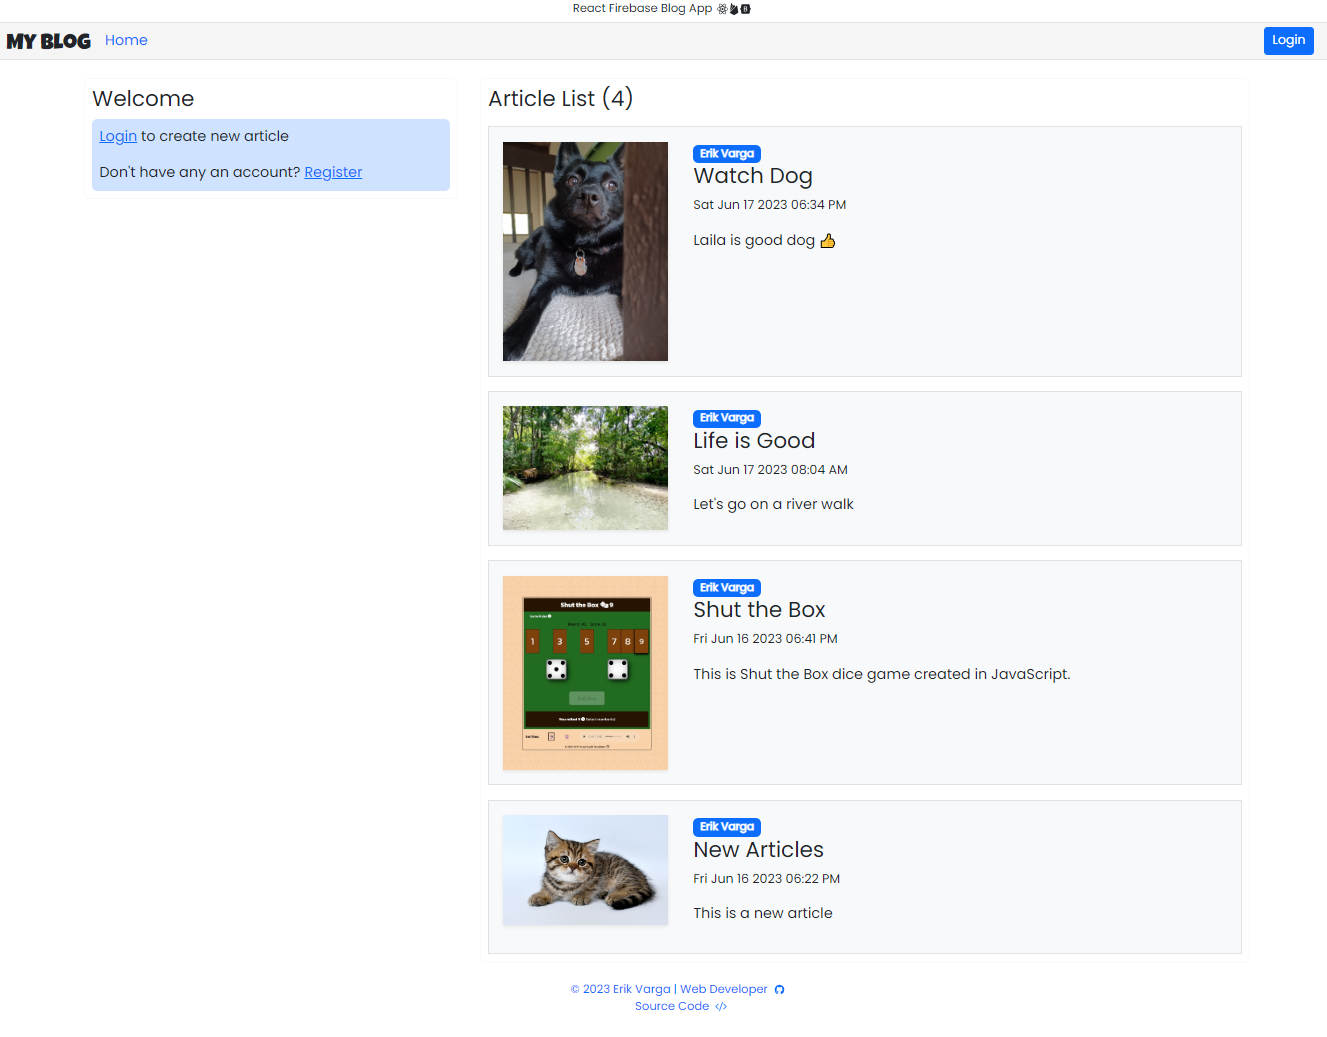 React Firebase Blog App
MY BLOG
Home
Login
Welcome
Login to create new article
Don't have any an account? Register
Article List (4)
Erik Varga
Watch Dog
Sat Jun 17 2023 06:34 PM
Laila is good dog 👍
Erik Varga
Life is Good
Sat Jun 17 2023 08:04 AM
Let's go on a river walk
Shut the Box 9
1 3 5 7 8 9
Erik Varga
Shut the Box
Fri Jun 16 2023 06:41 PM
This is Shut the Box dice game created in JavaScript.
Erik Varga
New Articles
Fri Jun 16 2023 06:22 PM
This is a new article
© 2023 Erik Varga | Web Developer
Source Code </>